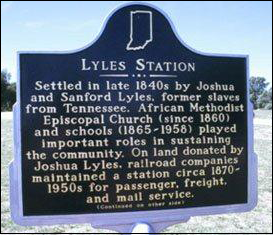 LYLES STATION
Settled in late 1840s by Joshua
and Sanford Lyles, former slaves
from Tennessee. African Methodist
Episcopal Church (since 1860)
and schools (1865-1958) played
important roles in sustaining
the community. On land donated by
Joshua Lyles, railroad companies
maintained a station circa 1870-
1950s for passenger, freight,
and mail service.
(Continued on other side)